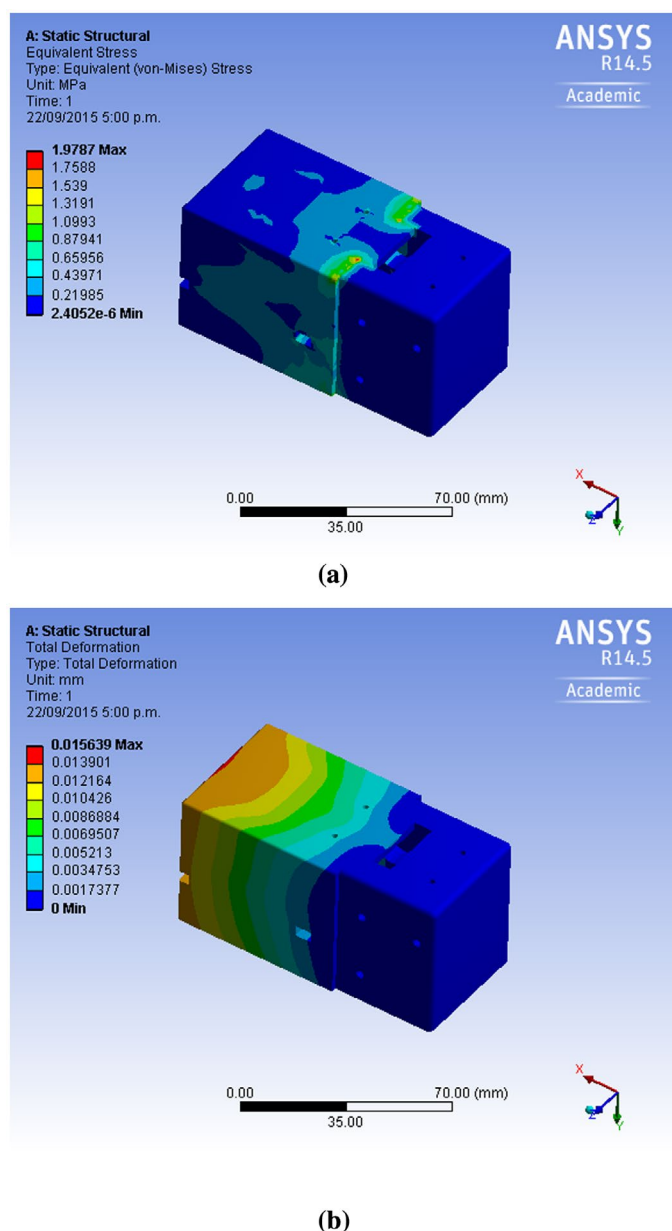 A: Static Structural
Equivalent Stress
Type: Equivalent (von-Mises) Stress
Unit: MPa
Time: 1
22/09/2015 5:00 p.m.
ANSYS
R14.5
Academic
1.9787 Max
1.7588
1.539
1.3191
1.0993
0.87941
0.65956
0.43971
0.21985
2.4052e-6 Min
0.00 70.00 (mm)
35.00
X
Z
Y
(a)
A: Static Structural
Total Deformation
Type: Total Deformation
Unit: mm
Time: 1
22/09/2015 5:00 p.m.
ANSYS
R14.5
Academic
0.015639 Max
0.013901
0.012164
0.010426
0.0086884
0.0069507
0.005213
0.0034753
0.0017377
0 Min
0.00 70.00 (mm)
35.00
X
Z
Y
(b)